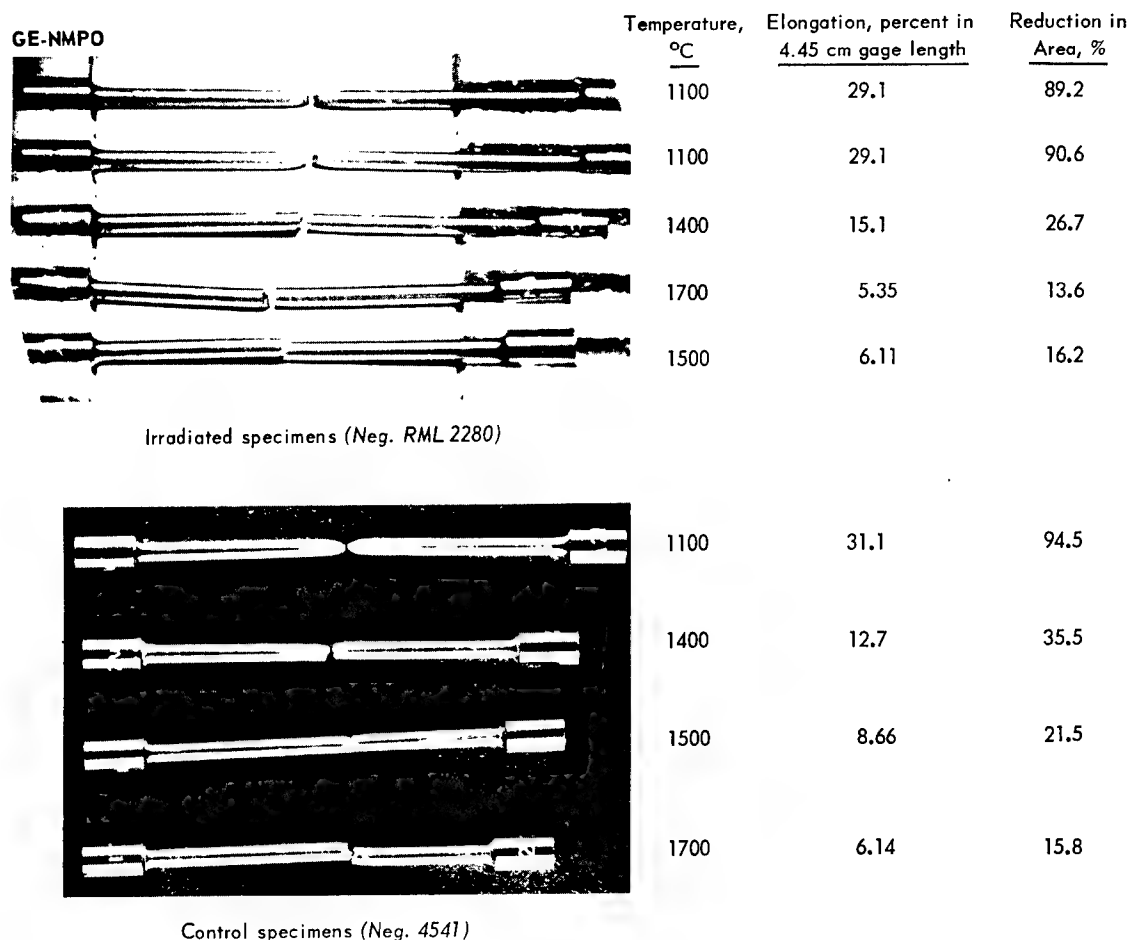 GE-NMPO
Temperature, Elongation, percent in Reduction in
°C 4.45 cm gage length Area, %
1100 29.1 89.2
1100 29.1 90.6
1400 15.1 26.7
1700 5.35 13.6
1500 6.11 16.2
Irradiated specimens (Neg. RML 2280)
1100 31.1 94.5
1400 12.7 35.5
1500 8.66 21.5
1700 6.14 15.8
Control specimens (Neg. 4541)